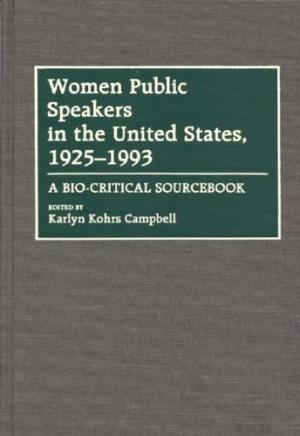 Women Public
Speakers
in the United States,
1925–1993
A BIO-CRITICAL SOURCEBOOK
EDITED BY
Karlyn Kohrs Campbell